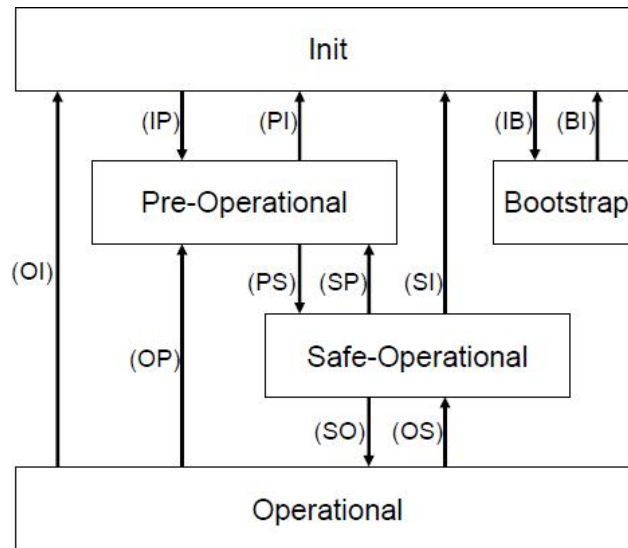 Init
(IP)
(PI)
(IB)
(BI)
Pre-Operational
Bootstrap
(OI)
(PS)
(SP)
(SI)
(OP)
Safe-Operational
(SO)
(OS)
Operational